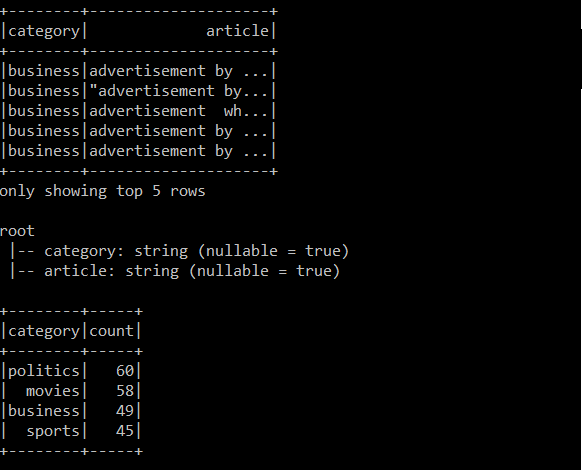 +--------+--------------------+
|category|             article|
+--------+--------------------+
|business|advertisement by ...|
|business|"advertisement by...|
|business|advertisement  wh...|
|business|advertisement by ...|
|business|advertisement by ...|
+--------+--------------------+
only showing top 5 rows

root
 |-- category: string (nullable = true)
 |-- article: string (nullable = true)

+--------+-----+
|category|count|
+--------+-----+
|politics|   60|
|  movies|   58|
|business|   49|
|  sports|   45|
+--------+-----+